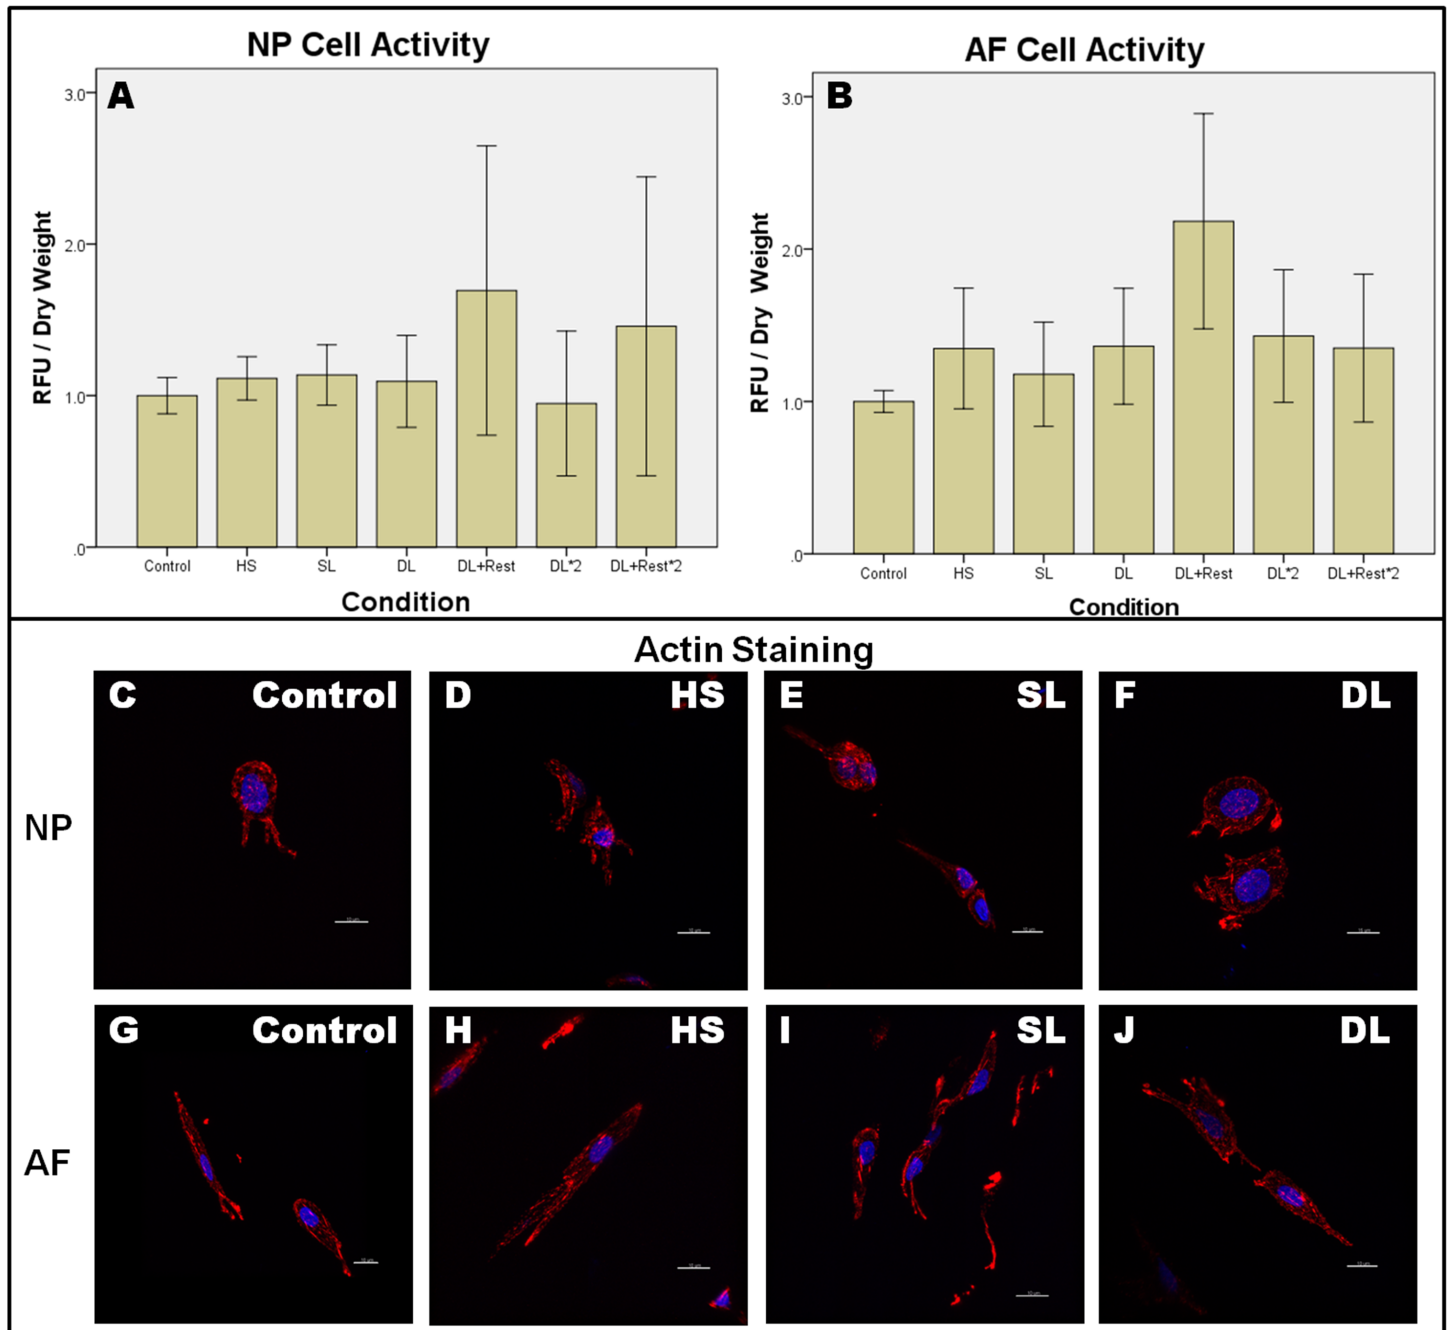 NP Cell Activity
A
3.0
2.0
1.0
.0
RFU / Dry Weight
Control HS SL DL DL+Rest DL*2 DL+Rest*2
Condition
AF Cell Activity
B
3.0
2.0
1.0
.0
RFU / Dry Weight
Control HS SL DL DL+Rest DL*2 DL+Rest*2
Condition
Actin Staining
NP
C Control
D HS
E SL
F DL
AF
G Control
H HS
I SL
J DL